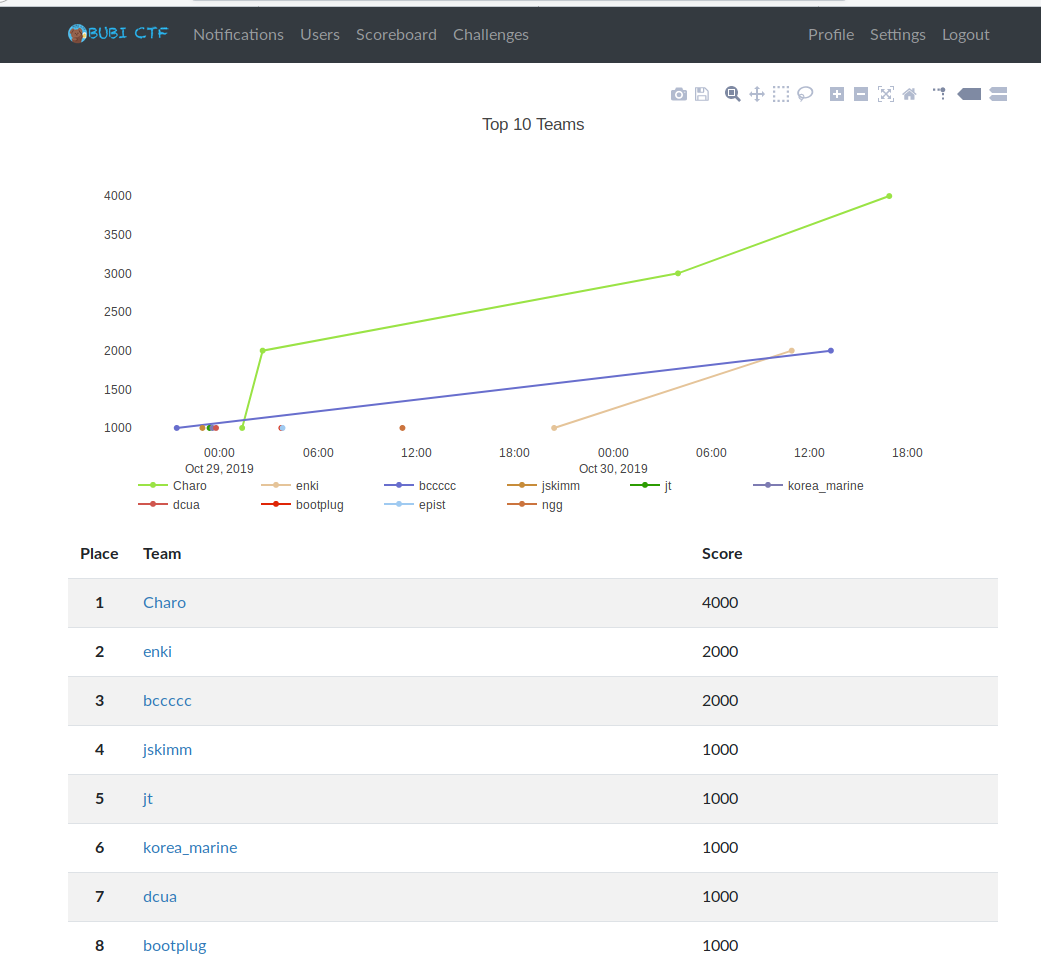 BUBI CTF Notifications Users Scoreboard Challenges Profile Settings Logout
Top 10 Teams
4000
3500
3000
2500
2000
1500
1000
00:00 06:00 12:00 18:00 00:00 06:00 12:00 18:00
Oct 29, 2019 Oct 30, 2019
Charo enki bccccc jskimm jt korea_marine
dcua bootplug epist ngg
Place Team Score
1 Charo 4000
2 enki 2000
3 bccccc 2000
4 jskimm 1000
5 jt 1000
6 korea_marine 1000
7 dcua 1000
8 bootplug 1000